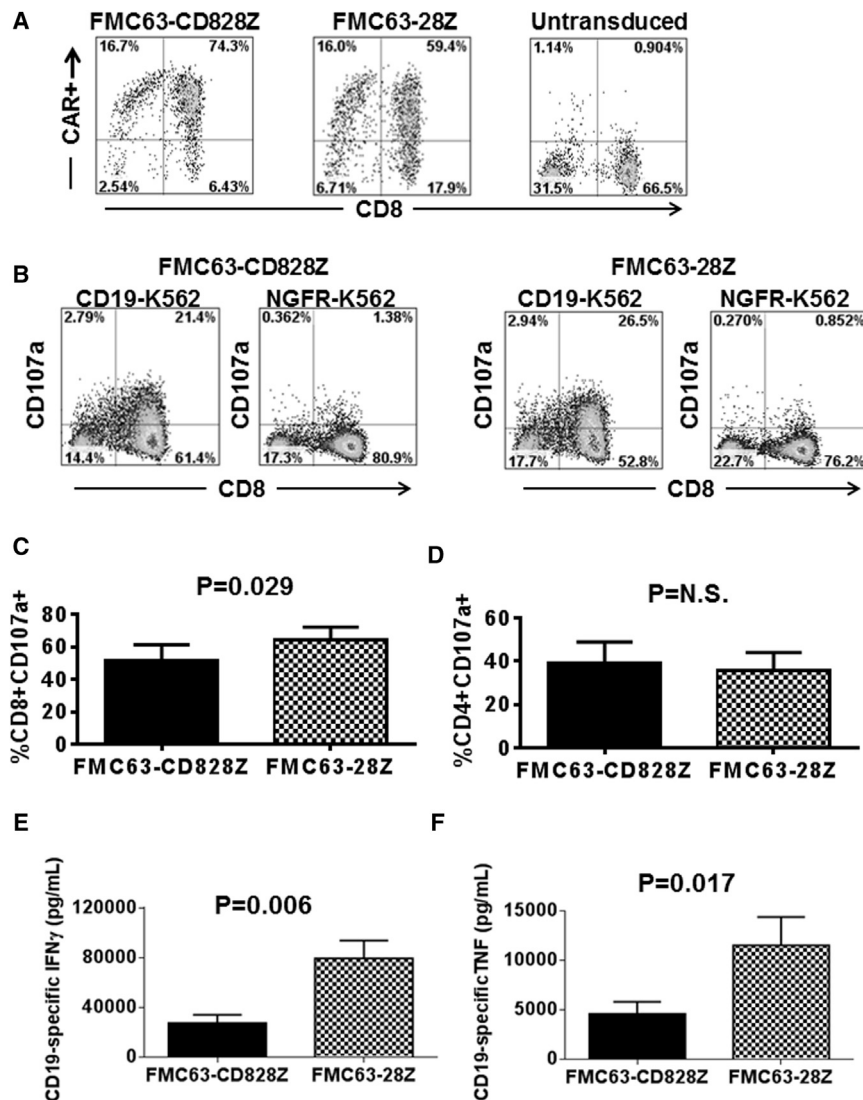 A
FMC63-CD828Z
FMC63-28Z
Untransduced
CAR+
16.7%
74.3%
2.54%
6.43%
16.0%
59.4%
6.71%
17.9%
1.14%
0.904%
31.5%
66.5%
CD8
B
FMC63-CD828Z
FMC63-28Z
CD19-K562
NGFR-K562
CD19-K562
NGFR-K562
CD107a
2.79%
21.4%
14.4%
61.4%
CD107a
0.362%
1.38%
17.3%
80.9%
CD107a
2.94%
26.5%
17.7%
52.8%
CD107a
0.270%
0.852%
22.7%
76.2%
CD8
CD8
C
P=0.029
%CD8+CD107a+
80
60
40
20
0
FMC63-CD828Z
FMC63-28Z
D
P=N.S.
%CD4+CD107a+
60
40
20
0
FMC63-CD828Z
FMC63-28Z
E
P=0.006
CD19-specific IFNγ (pg/mL)
120000
80000
40000
0
FMC63-CD828Z
FMC63-28Z
F
P=0.017
CD19-specificTNF (pg/mL)
15000
10000
5000
0
FMC63-CD828Z
FMC63-28Z